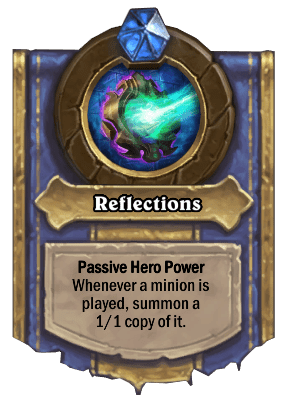 Reflections
Passive Hero Power
Whenever a minion is
played, summon a
1/1 copy of it.